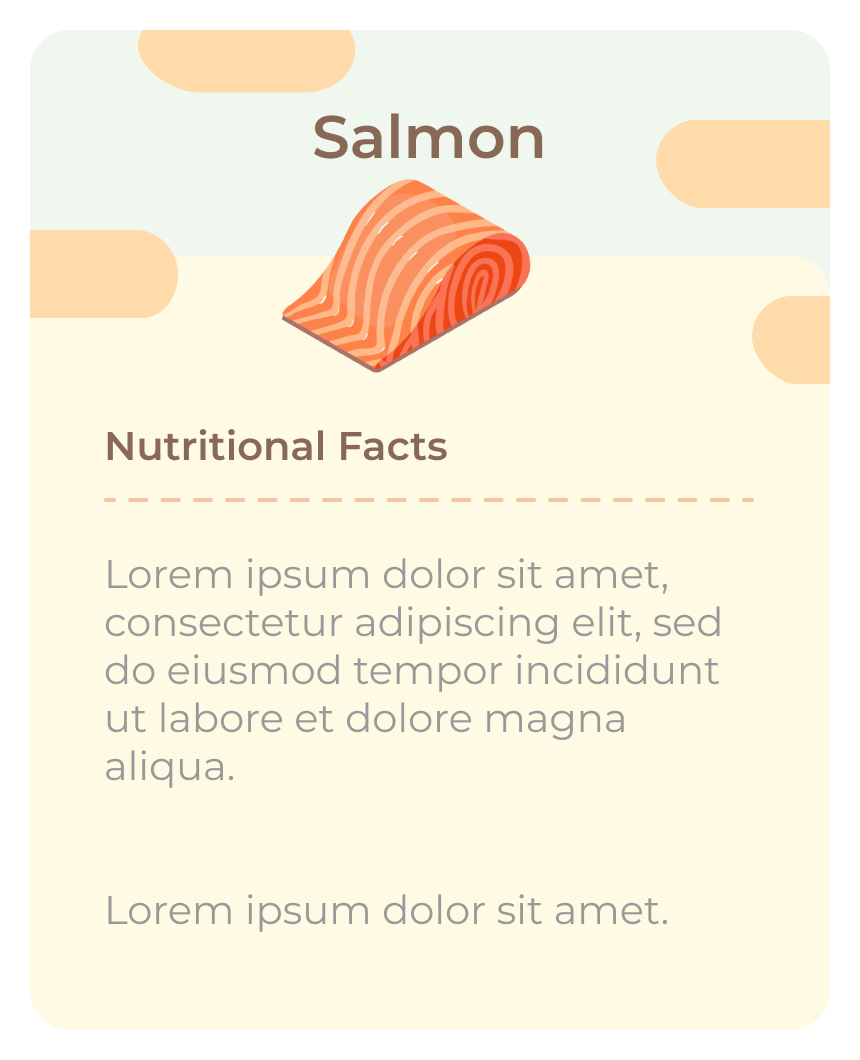 Salmon
Nutritional Facts
Lorem ipsum dolor sit amet,
consectetur adipiscing elit, sed
do eiusmod tempor incididunt
ut labore et dolore magna
aliqua.
Lorem ipsum dolor sit amet.